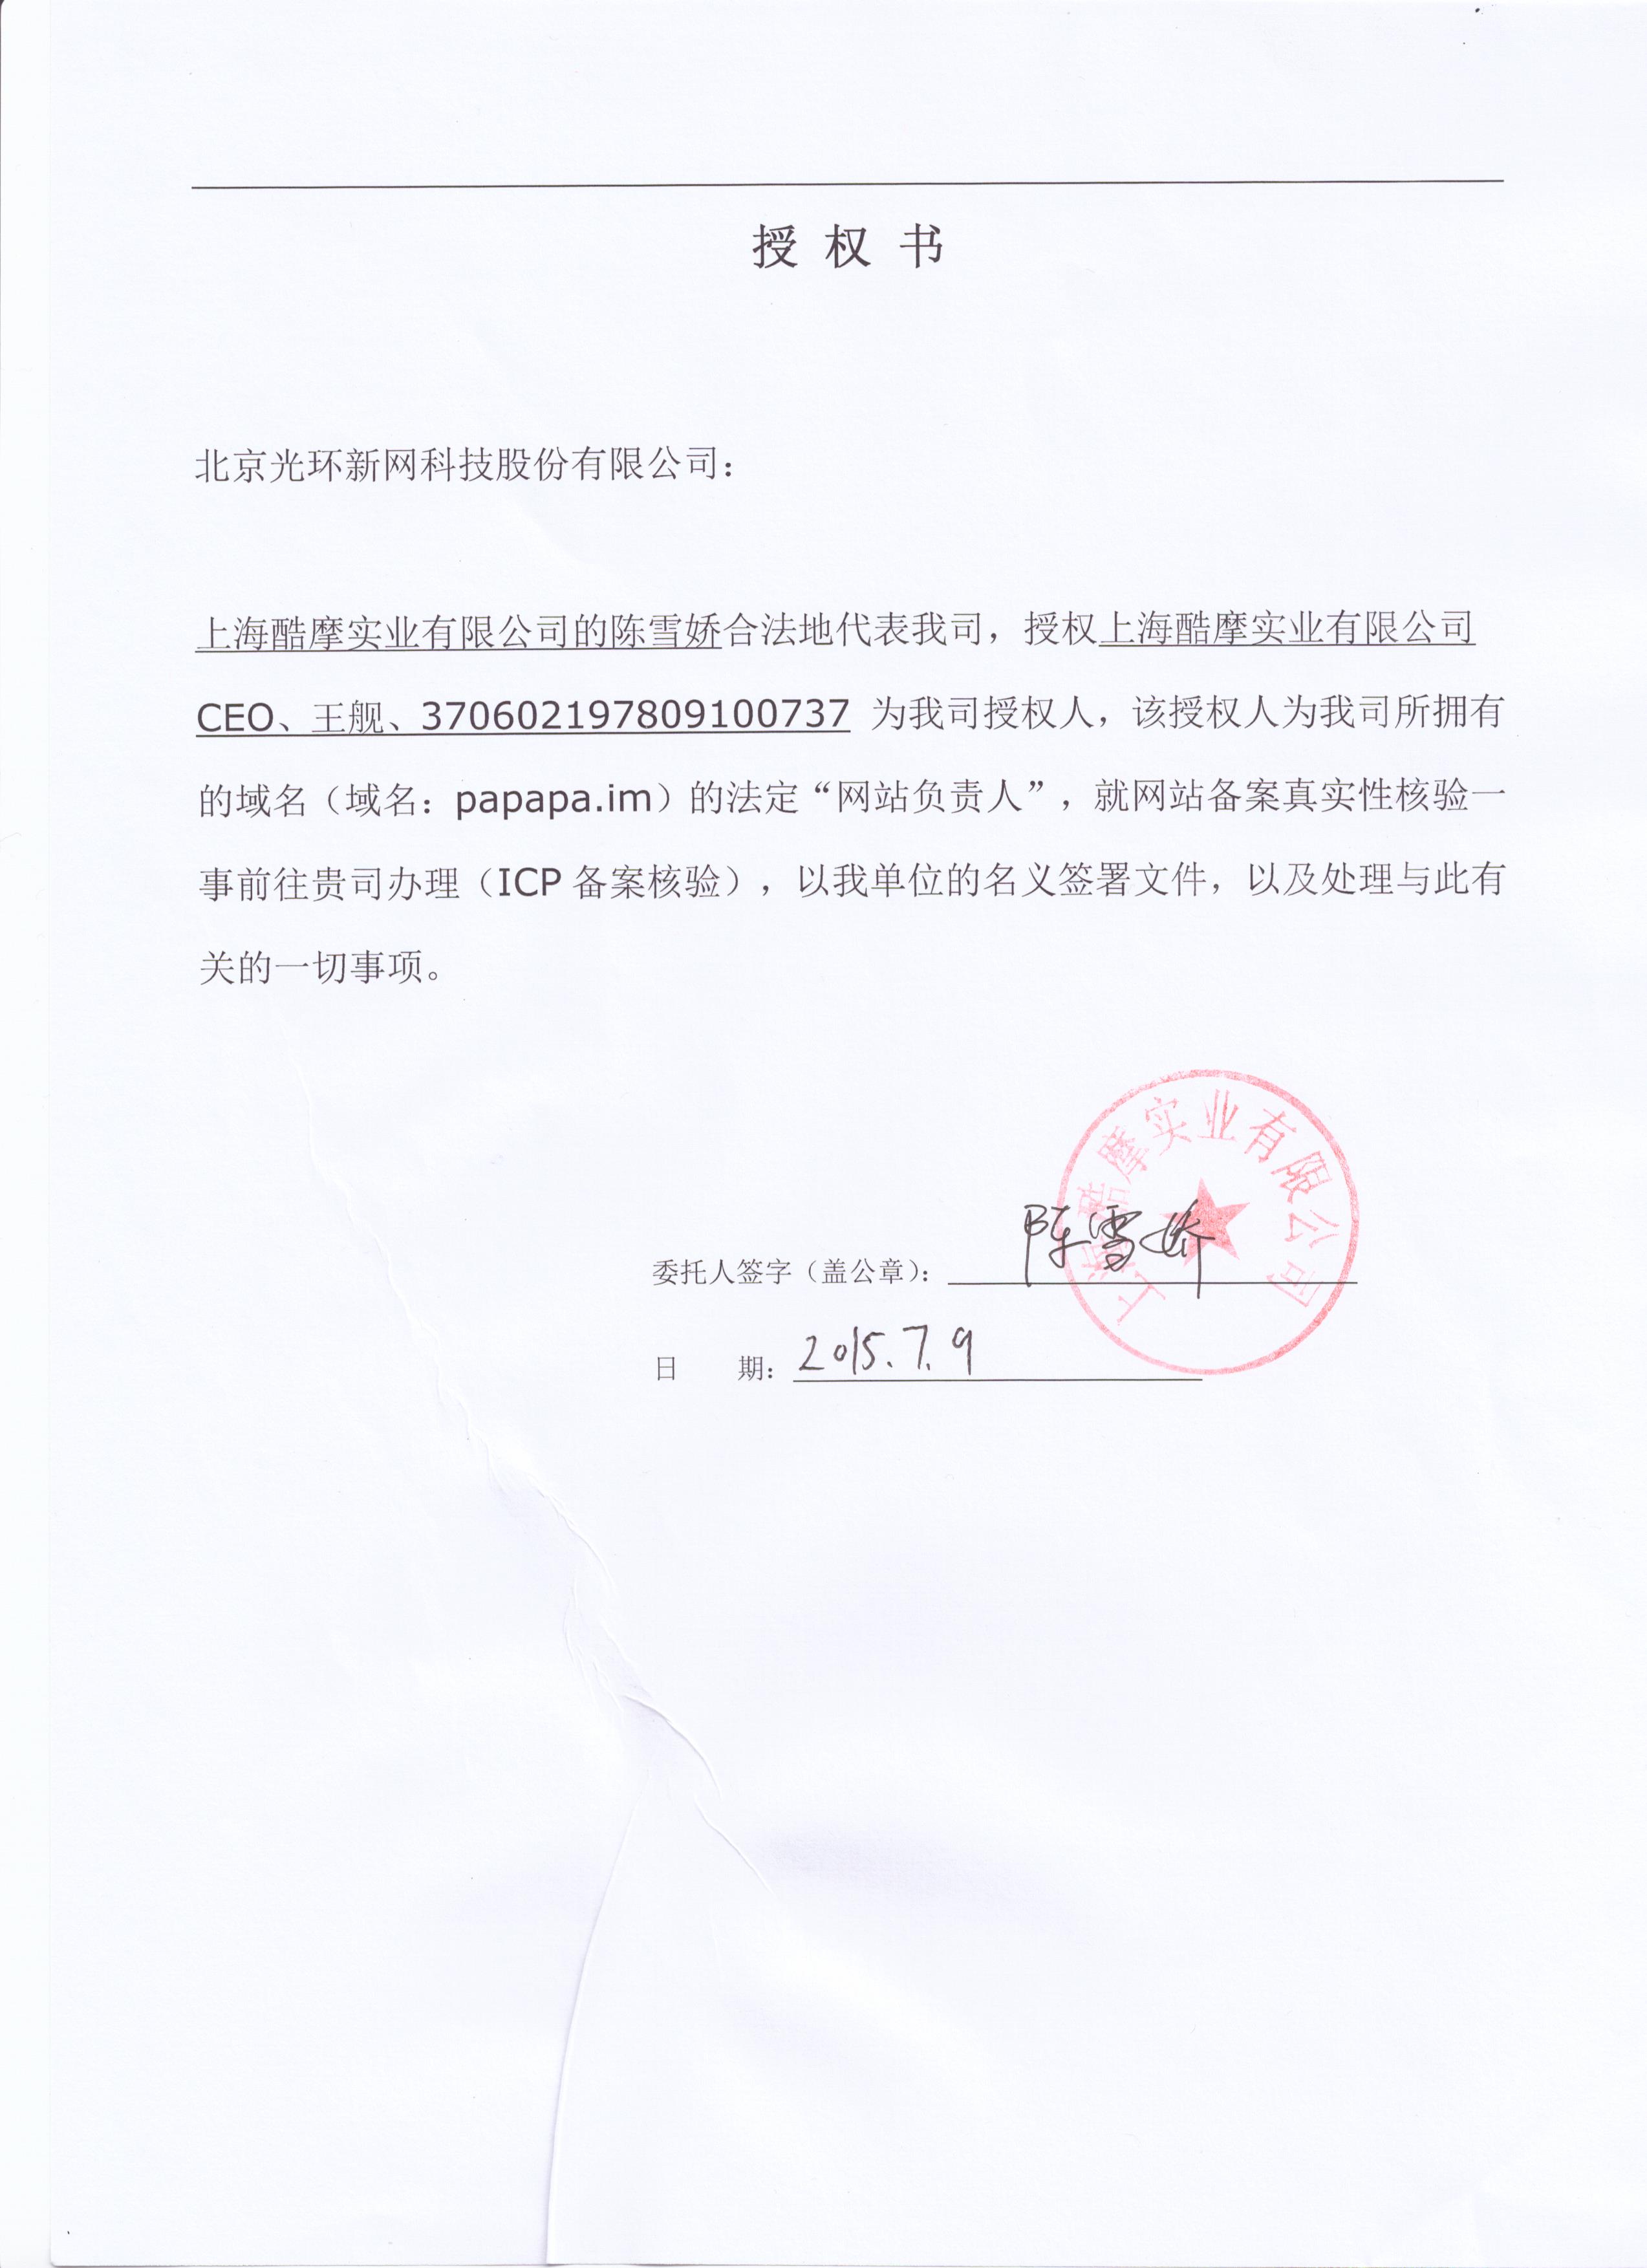 授 权 书
北京光环新网科技股份有限公司：
上海酷摩实业有限公司的陈雪娇合法地代表我司，授权上海酷摩实业有限公司
CEO、王舰、370602197809100737 为我司授权人，该授权人为我司所拥有
的域名（域名：papapa.im）的法定“网站负责人”，就网站备案真实性核验一
事前往贵司办理（ICP 备案核验），以我单位的名义签署文件，以及处理与此有
关的一切事项。
上海酷摩实业有限公司
委托人签字（盖公章）：陈雪娇
日 期：2015.7.9